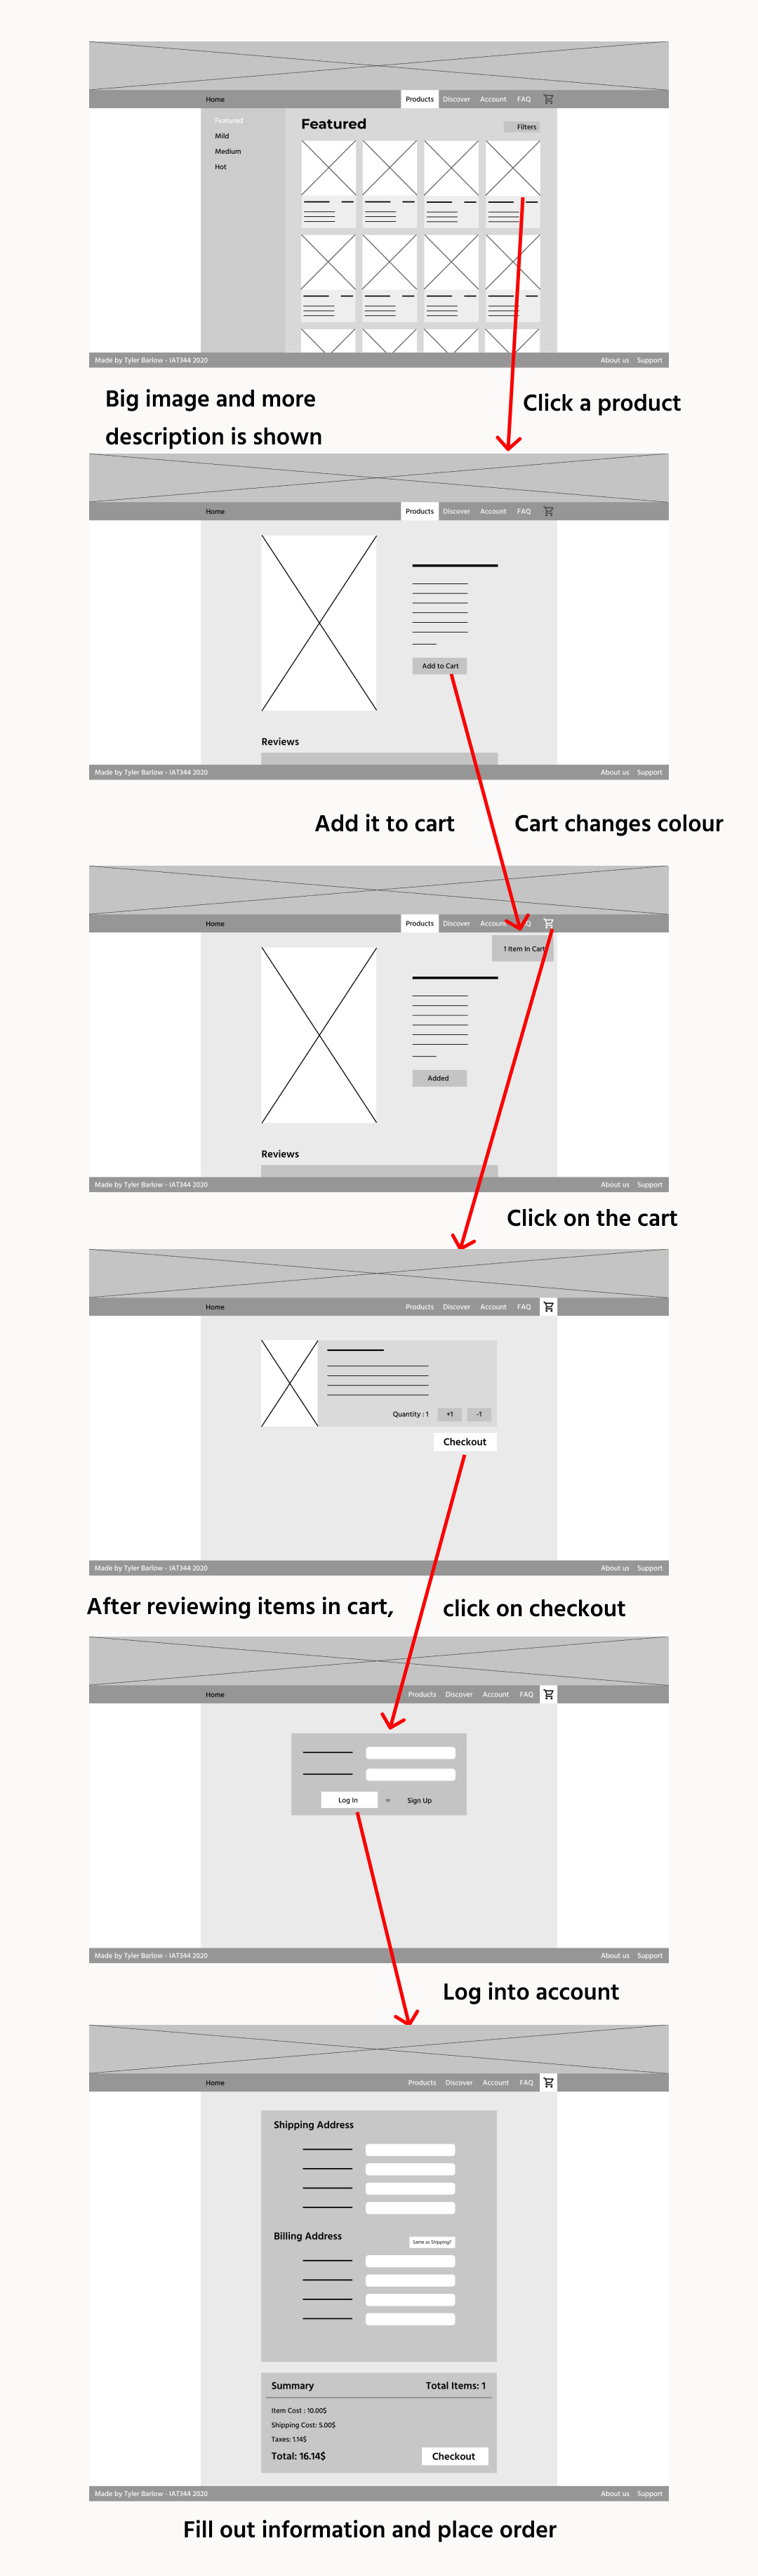 Home Products Discover Account FAQ
Featured
Mild
Medium
Hot
Featured
Filters
Made by Tyler Barlow - IAT344 2020 About us Support
Big image and more
description is shown
Click a product
Home Products Discover Account FAQ
Add to Cart
Reviews
Made by Tyler Barlow - IAT344 2020 About us Support
Add it to cart Cart changes colour
Home Products Discover Account
1 Item In Cart
Added
Reviews
Made by Tyler Barlow - IAT344 2020 About us Support
Click on the cart
Home Products Discover Account FAQ
Quantity : 1 +1 -1
Checkout
Made by Tyler Barlow - IAT344 2020 About us Support
After reviewing items in cart, click on checkout
Home Products Discover Account FAQ
Log In or Sign Up
Made by Tyler Barlow - IAT344 2020 About us Support
Log into account
Home Products Discover Account FAQ
Shipping Address
Billing Address
Same as Shipping?
Summary Total Items: 1
Item Cost : 10.00$
Shipping Cost: 5.00$
Taxes: 1.14$
Total: 16.14$ Checkout
Made by Tyler Barlow - IAT344 2020 About us Support
Fill out information and place order